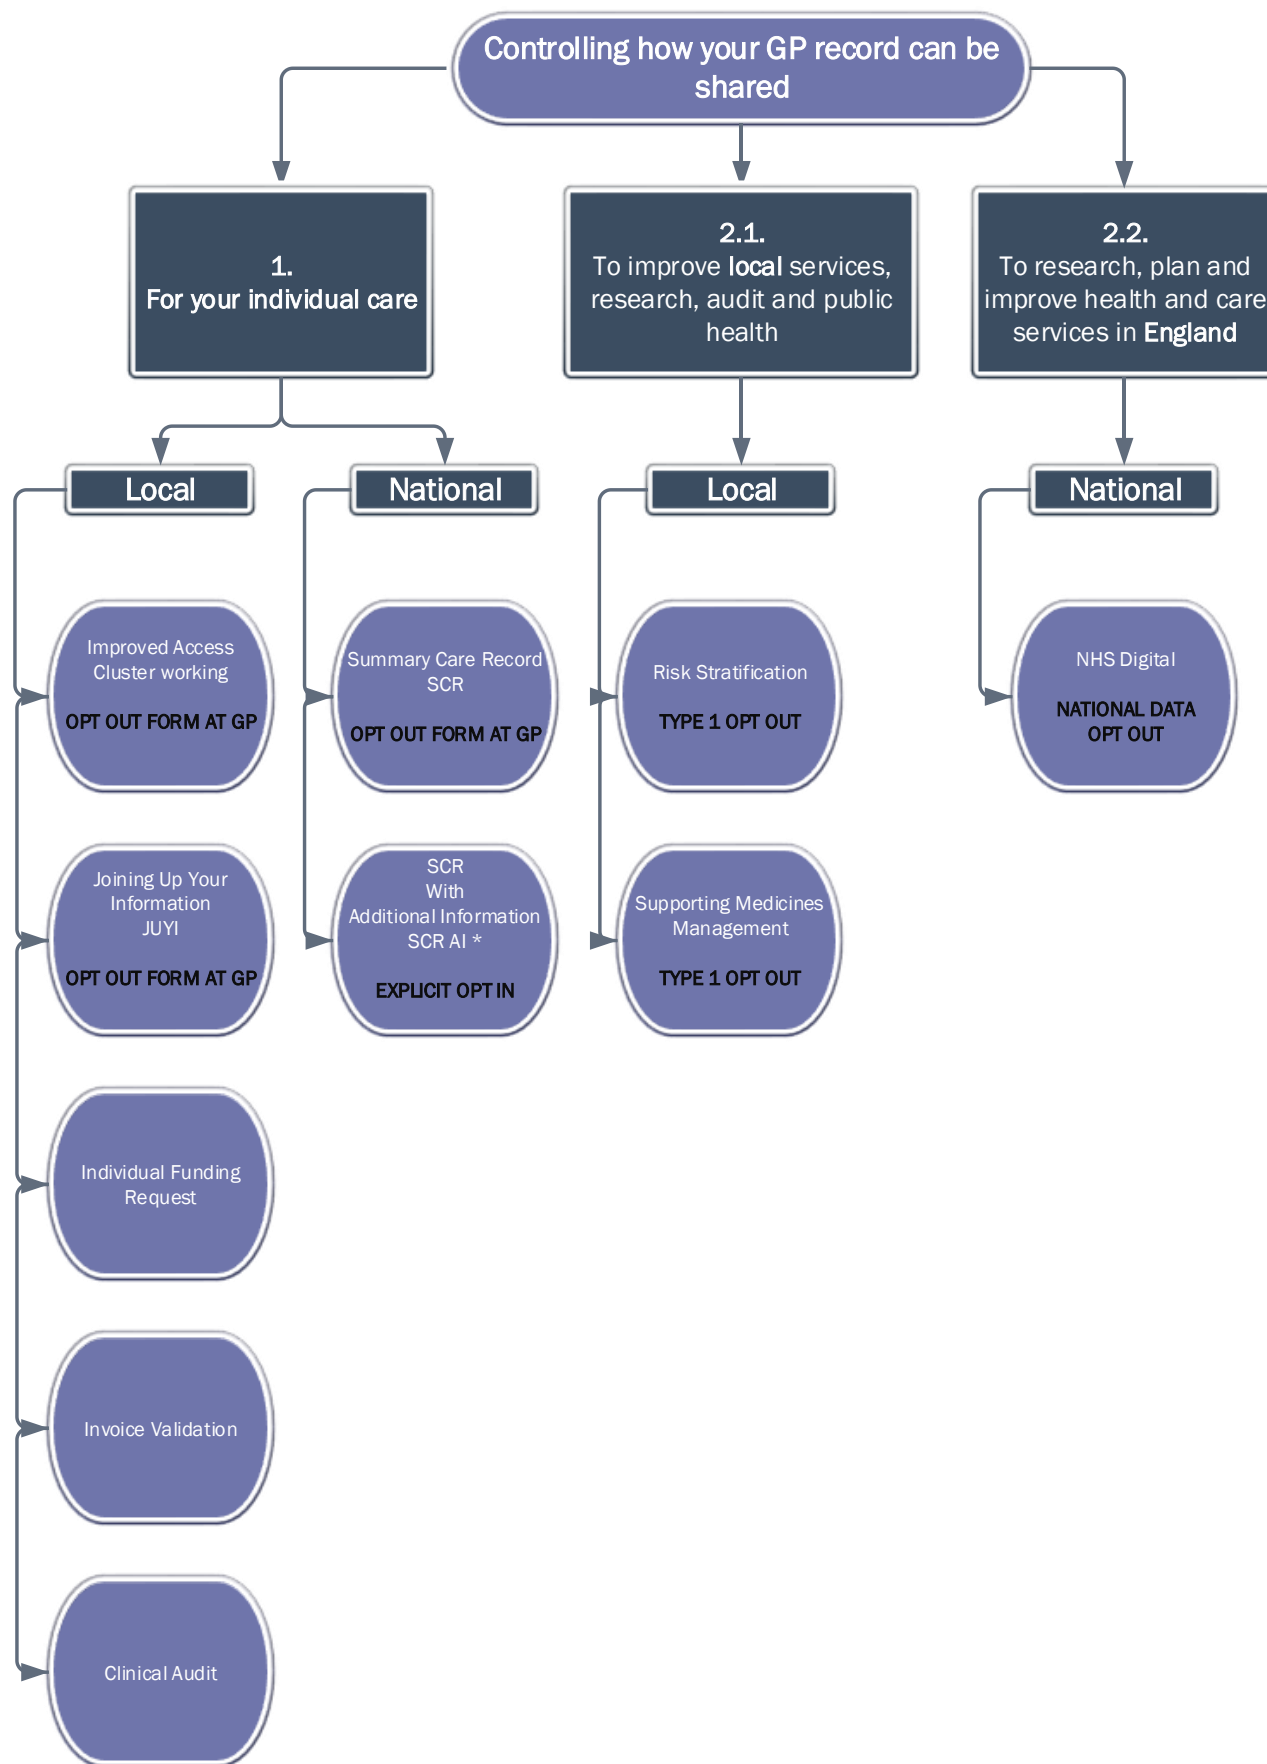 Controlling how your GP record can be
shared
1.
For your individual care
2.1.
To improve local services,
research, audit and public
health
2.2.
To research, plan and
improve health and care
services in England
Local
National
Local
National
Improved Access
Cluster working
OPT OUT FORM AT GP
Summary Care Record
SCR
OPT OUT FORM AT GP
Risk Stratification
TYPE 1 OPT OUT
NHS Digital
NATIONAL DATA
OPT OUT
Joining Up Your
Information
JUYI
OPT OUT FORM AT GP
SCR
With
Additional Information
SCR AI *
EXPLICIT OPT IN
Supporting Medicines
Management
TYPE 1 OPT OUT
Individual Funding
Request
Invoice Validation
Clinical Audit